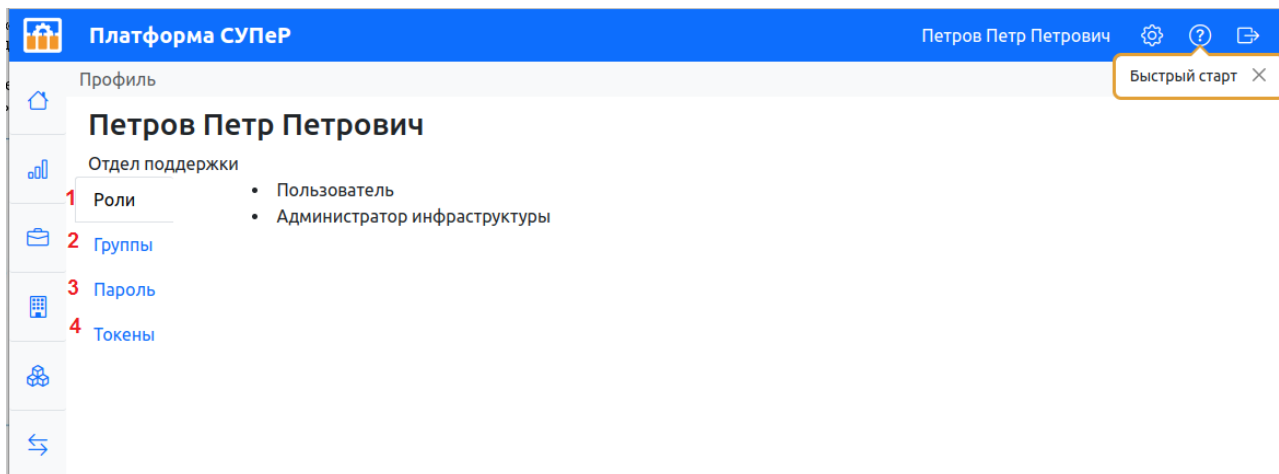 Платформа СУПеР
Петров Петр Петрович
Быстрый старт
Профиль
Петров Петр Петрович
Отдел поддержки
1 Роли
• Пользователь
• Администратор инфраструктуры
2 Группы
3 Пароль
4 Токены